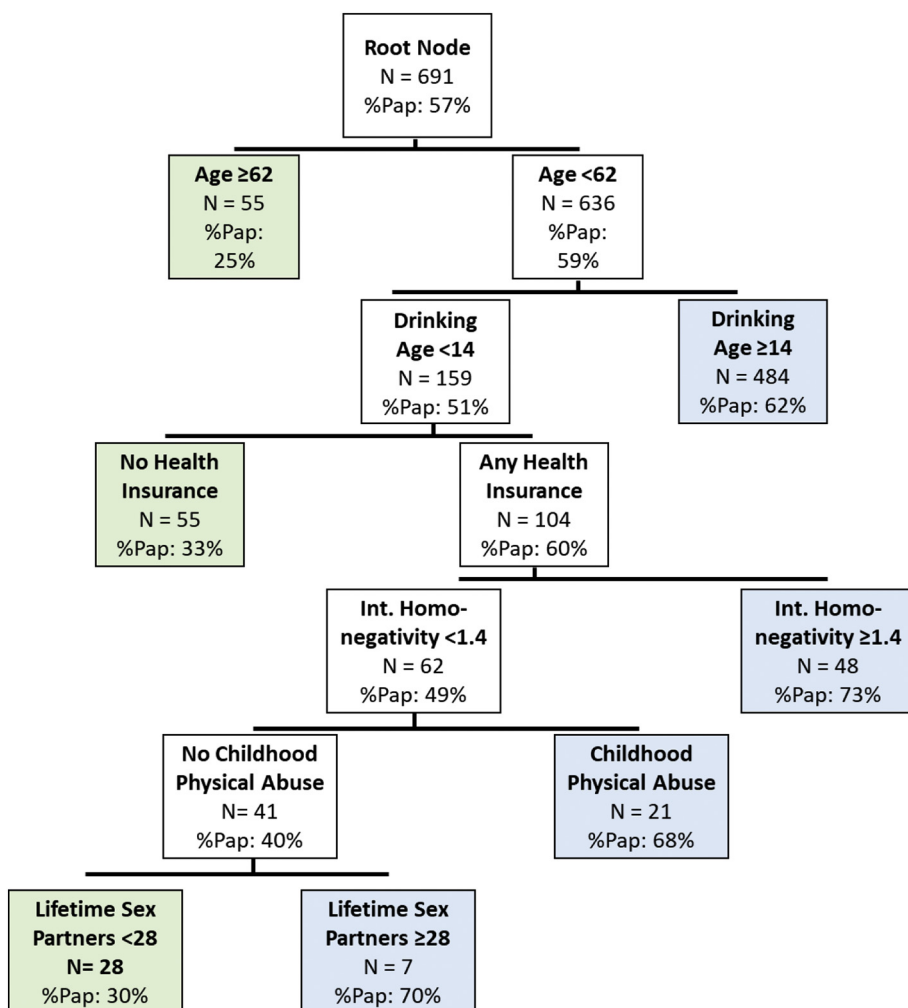 Root Node
N = 691
%Pap: 57%
Age ≥62
N = 55
%Pap:
25%
Age <62
N = 636
%Pap:
59%
Drinking
Age <14
N = 159
%Pap: 51%
Drinking
Age ≥14
N = 484
%Pap: 62%
No Health
Insurance
N = 55
%Pap: 33%
Any Health
Insurance
N = 104
%Pap: 60%
Int. Homo-
negativity <1.4
N = 62
%Pap: 49%
Int. Homo-
negativity ≥1.4
N = 48
%Pap: 73%
No Childhood
Physical Abuse
N= 41
%Pap: 40%
Childhood
Physical Abuse
N = 21
%Pap: 68%
Lifetime Sex
Partners <28
N= 28
%Pap: 30%
Lifetime Sex
Partners ≥28
N = 7
%Pap: 70%